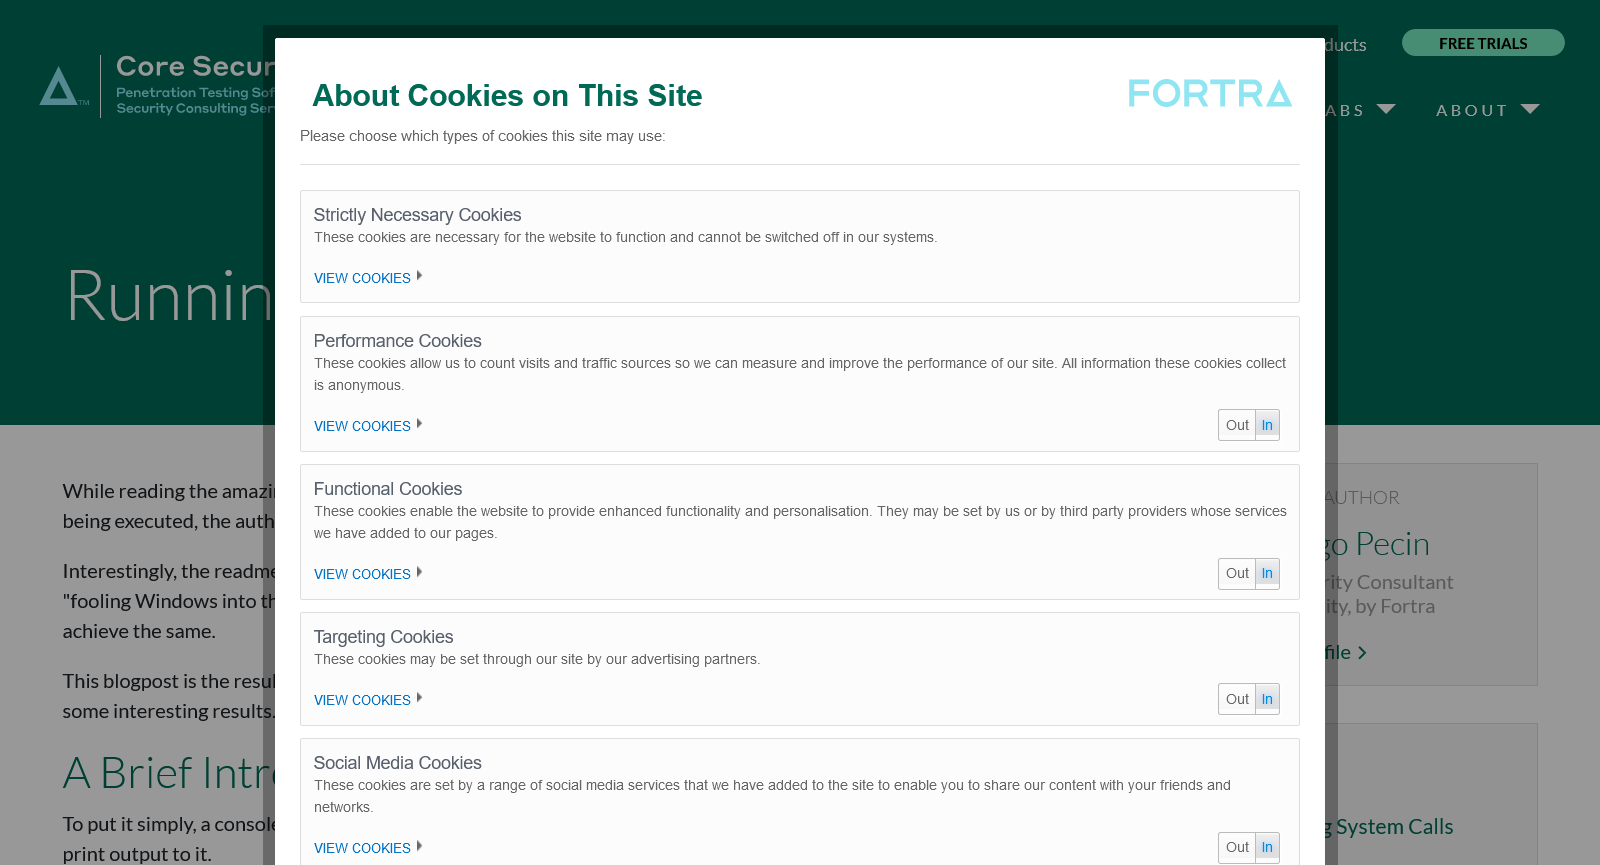 Core Secur
Penetration Testing Sof
Security Consulting Ser
ducts
FREE TRIALS
ABS
ABOUT
Runnin
About Cookies on This Site
FORTRA
Please choose which types of cookies this site may use:
Strictly Necessary Cookies
These cookies are necessary for the website to function and cannot be switched off in our systems.
VIEW COOKIES
Performance Cookies
These cookies allow us to count visits and traffic sources so we can measure and improve the performance of our site. All information these cookies collect
is anonymous.
VIEW COOKIES
Out In
Functional Cookies
These cookies enable the website to provide enhanced functionality and personalisation. They may be set by us or by third party providers whose services
we have added to our pages.
VIEW COOKIES
Out In
Targeting Cookies
These cookies may be set through our site by our advertising partners.
VIEW COOKIES
Out In
Social Media Cookies
These cookies are set by a range of social media services that we have added to the site to enable you to share our content with your friends and
networks.
VIEW COOKIES
Out In
While reading the amazi
being executed, the auth
Interestingly, the readme
"fooling Windows into th
achieve the same.
This blogpost is the resul
some interesting results.
A Brief Intro
To put it simply, a console
print output to it.
AUTHOR
go Pecin
rity Consultant
ity, by Fortra
file
g System Calls